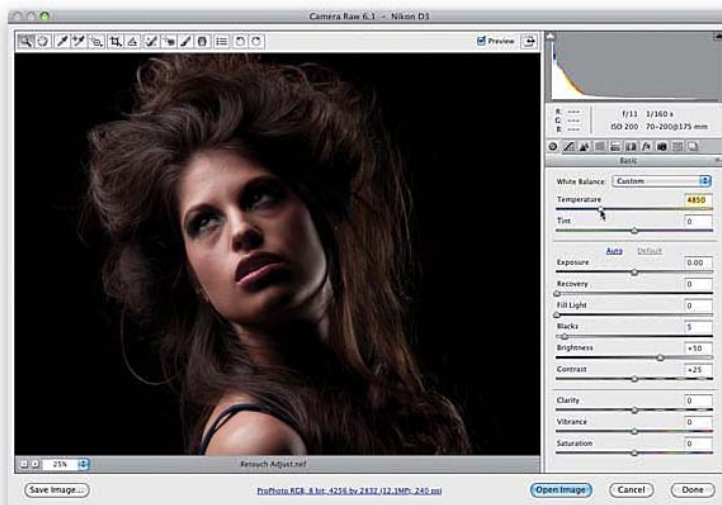 Camera Raw 6.1 – Nikon D3
Preview
R: ---
G: ---
B: ---
f/11 1/160 s
ISO 200 70-200@175 mm
Basic
White Balance: Custom
Temperature 4850
Tint 0
Auto Default
Exposure 0.00
Recovery 0
Fill Light 0
Blacks 5
Brightness +50
Contrast +25
Clarity 0
Vibrance 0
Saturation 0
25%
Retouch Adjust.nef
Save Image...
ProPhoto RGB; 8 bit; 4256 by 2832 (12.1MP); 240 ppi
Open Image
Cancel
Done